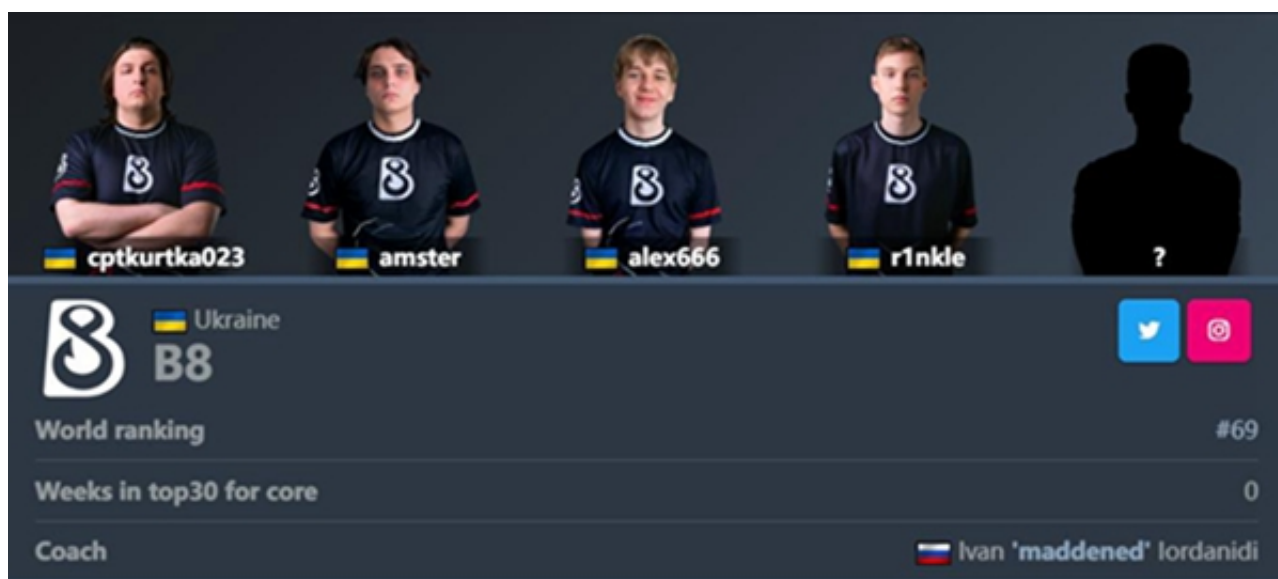 cptkurtka023
amster
alex666
r1nkle
?
Ukraine
B8
World ranking #69
Weeks in top30 for core 0
Coach Ivan 'maddened' Iordanidi